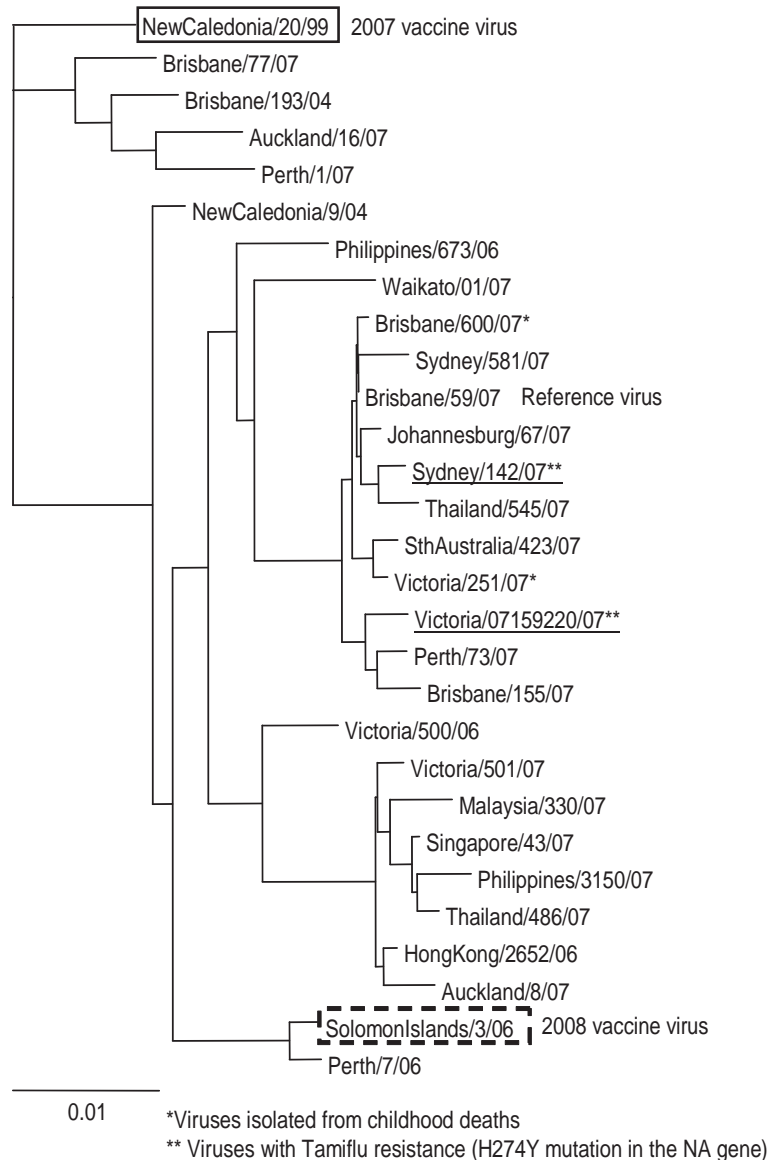 NewCaledonia/20/99 2007 vaccine virus
Brisbane/77/07
Brisbane/193/04
Auckland/16/07
Perth/1/07
NewCaledonia/9/04
Philippines/673/06
Waikato/01/07
Brisbane/600/07*
Sydney/581/07
Brisbane/59/07 Reference virus
Johannesburg/67/07
Sydney/142/07**
Thailand/545/07
SthAustralia/423/07
Victoria/251/07*
Victoria/07159220/07**
Perth/73/07
Brisbane/155/07
Victoria/500/06
Victoria/501/07
Malaysia/330/07
Singapore/43/07
Philippines/3150/07
Thailand/486/07
HongKong/2652/06
Auckland/8/07
SolomonIslands/3/06 2008 vaccine virus
Perth/7/06
0.01
*Viruses isolated from childhood deaths
** Viruses with Tamiflu resistance (H274Y mutation in the NA gene)